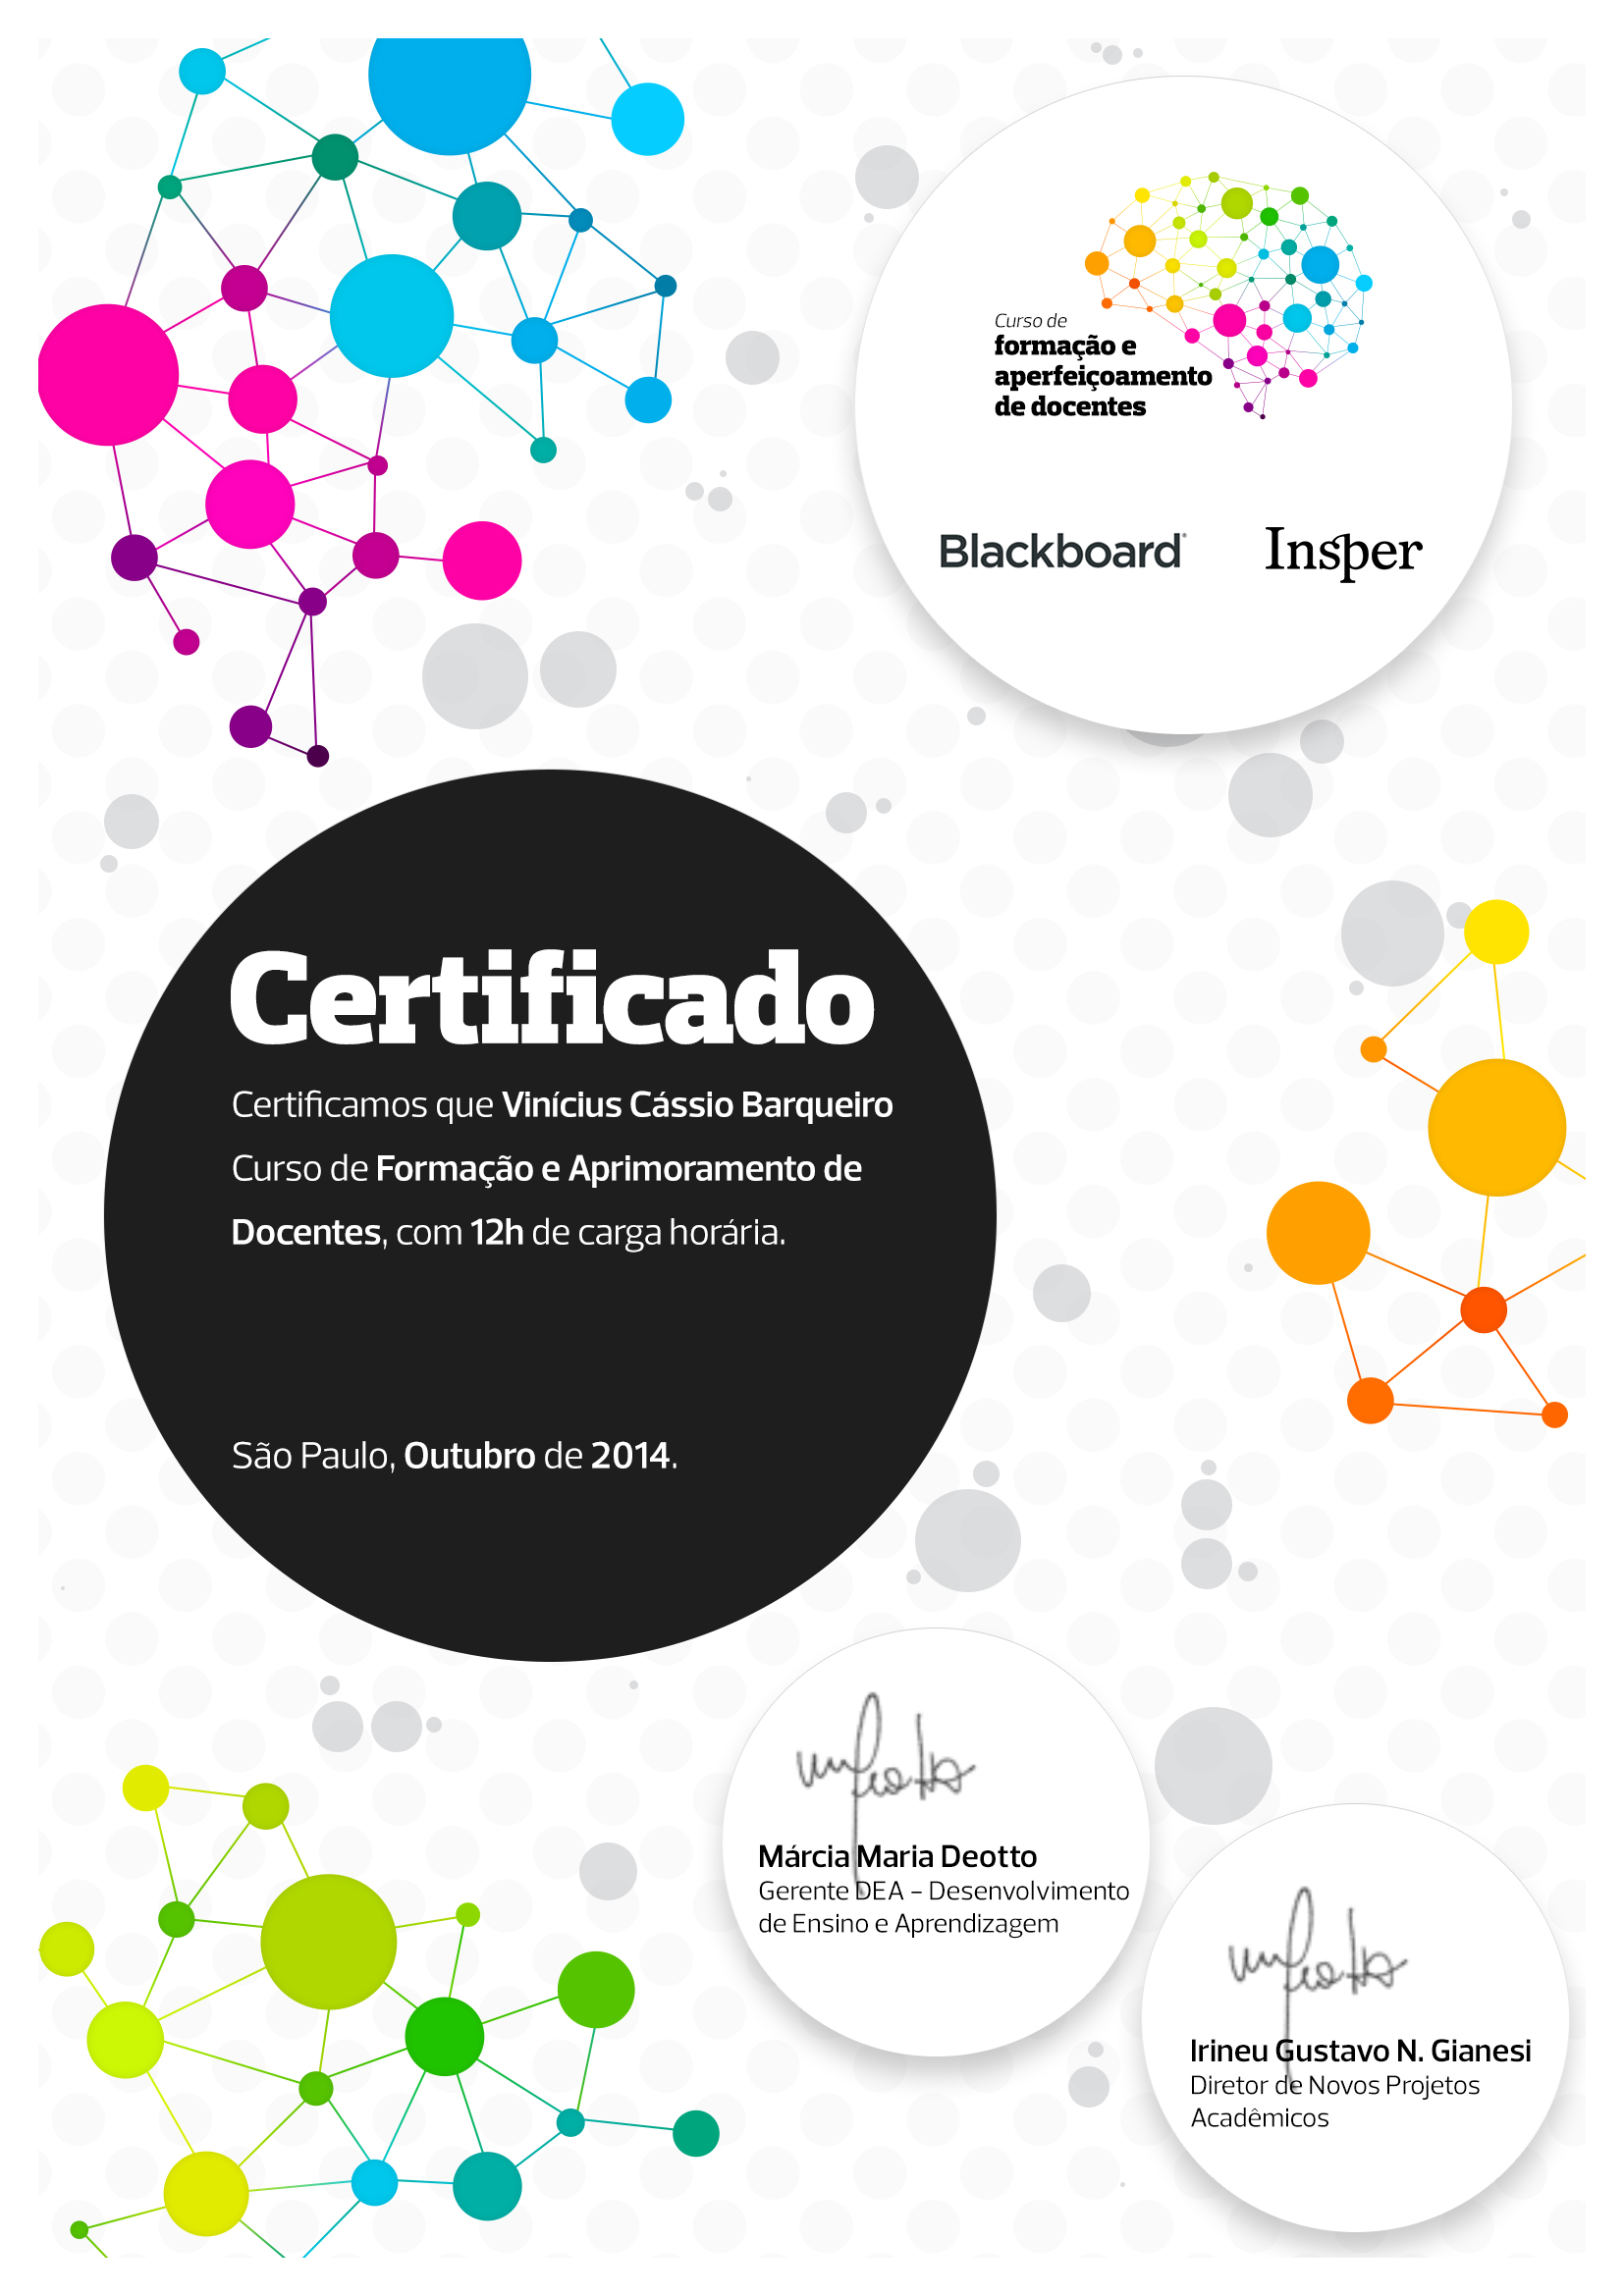 Curso de
formação e
aperfeiçoamento
de docentes
Blackboard
Insper
Certificado
Certificamos que Vinícius Cássio Barqueiro
Curso de Formação e Aprimoramento de
Docentes, com 12h de carga horária.
São Paulo, Outubro de 2014.
Márcia Maria Deotto
Gerente DEA - Desenvolvimento
de Ensino e Aprendizagem
Irineu Gustavo N. Gianesi
Diretor de Novos Projetos
Acadêmicos